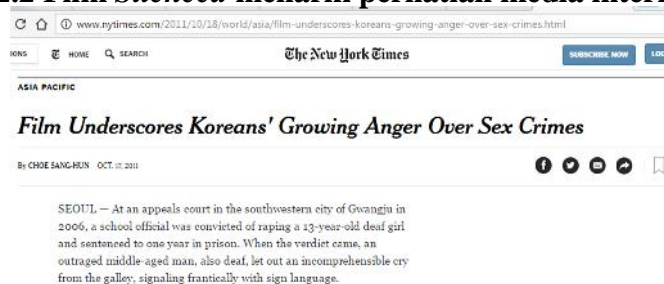 Film Silenced menarik perhatian media
www.nytimes.com/2011/10/18/world/asia/film-underscores-koreans-growing-anger-over-sex-crimes.html
IONS HOME SEARCH The New York Times SUBSCRIBE NOW
ASIA PACIFIC
Film Underscores Koreans' Growing Anger Over Sex Crimes
By CHOE SANG-HUN OCT. 17, 2011
SEOUL — At an appeals court in the southwestern city of Gwangju in
2006, a school official was convicted of raping a 13-year-old deaf girl
and sentenced to one year in prison. When the verdict came, an
outraged middle-aged man, also deaf, let out an incomprehensible cry
from the galley, signaling frantically with sign language.